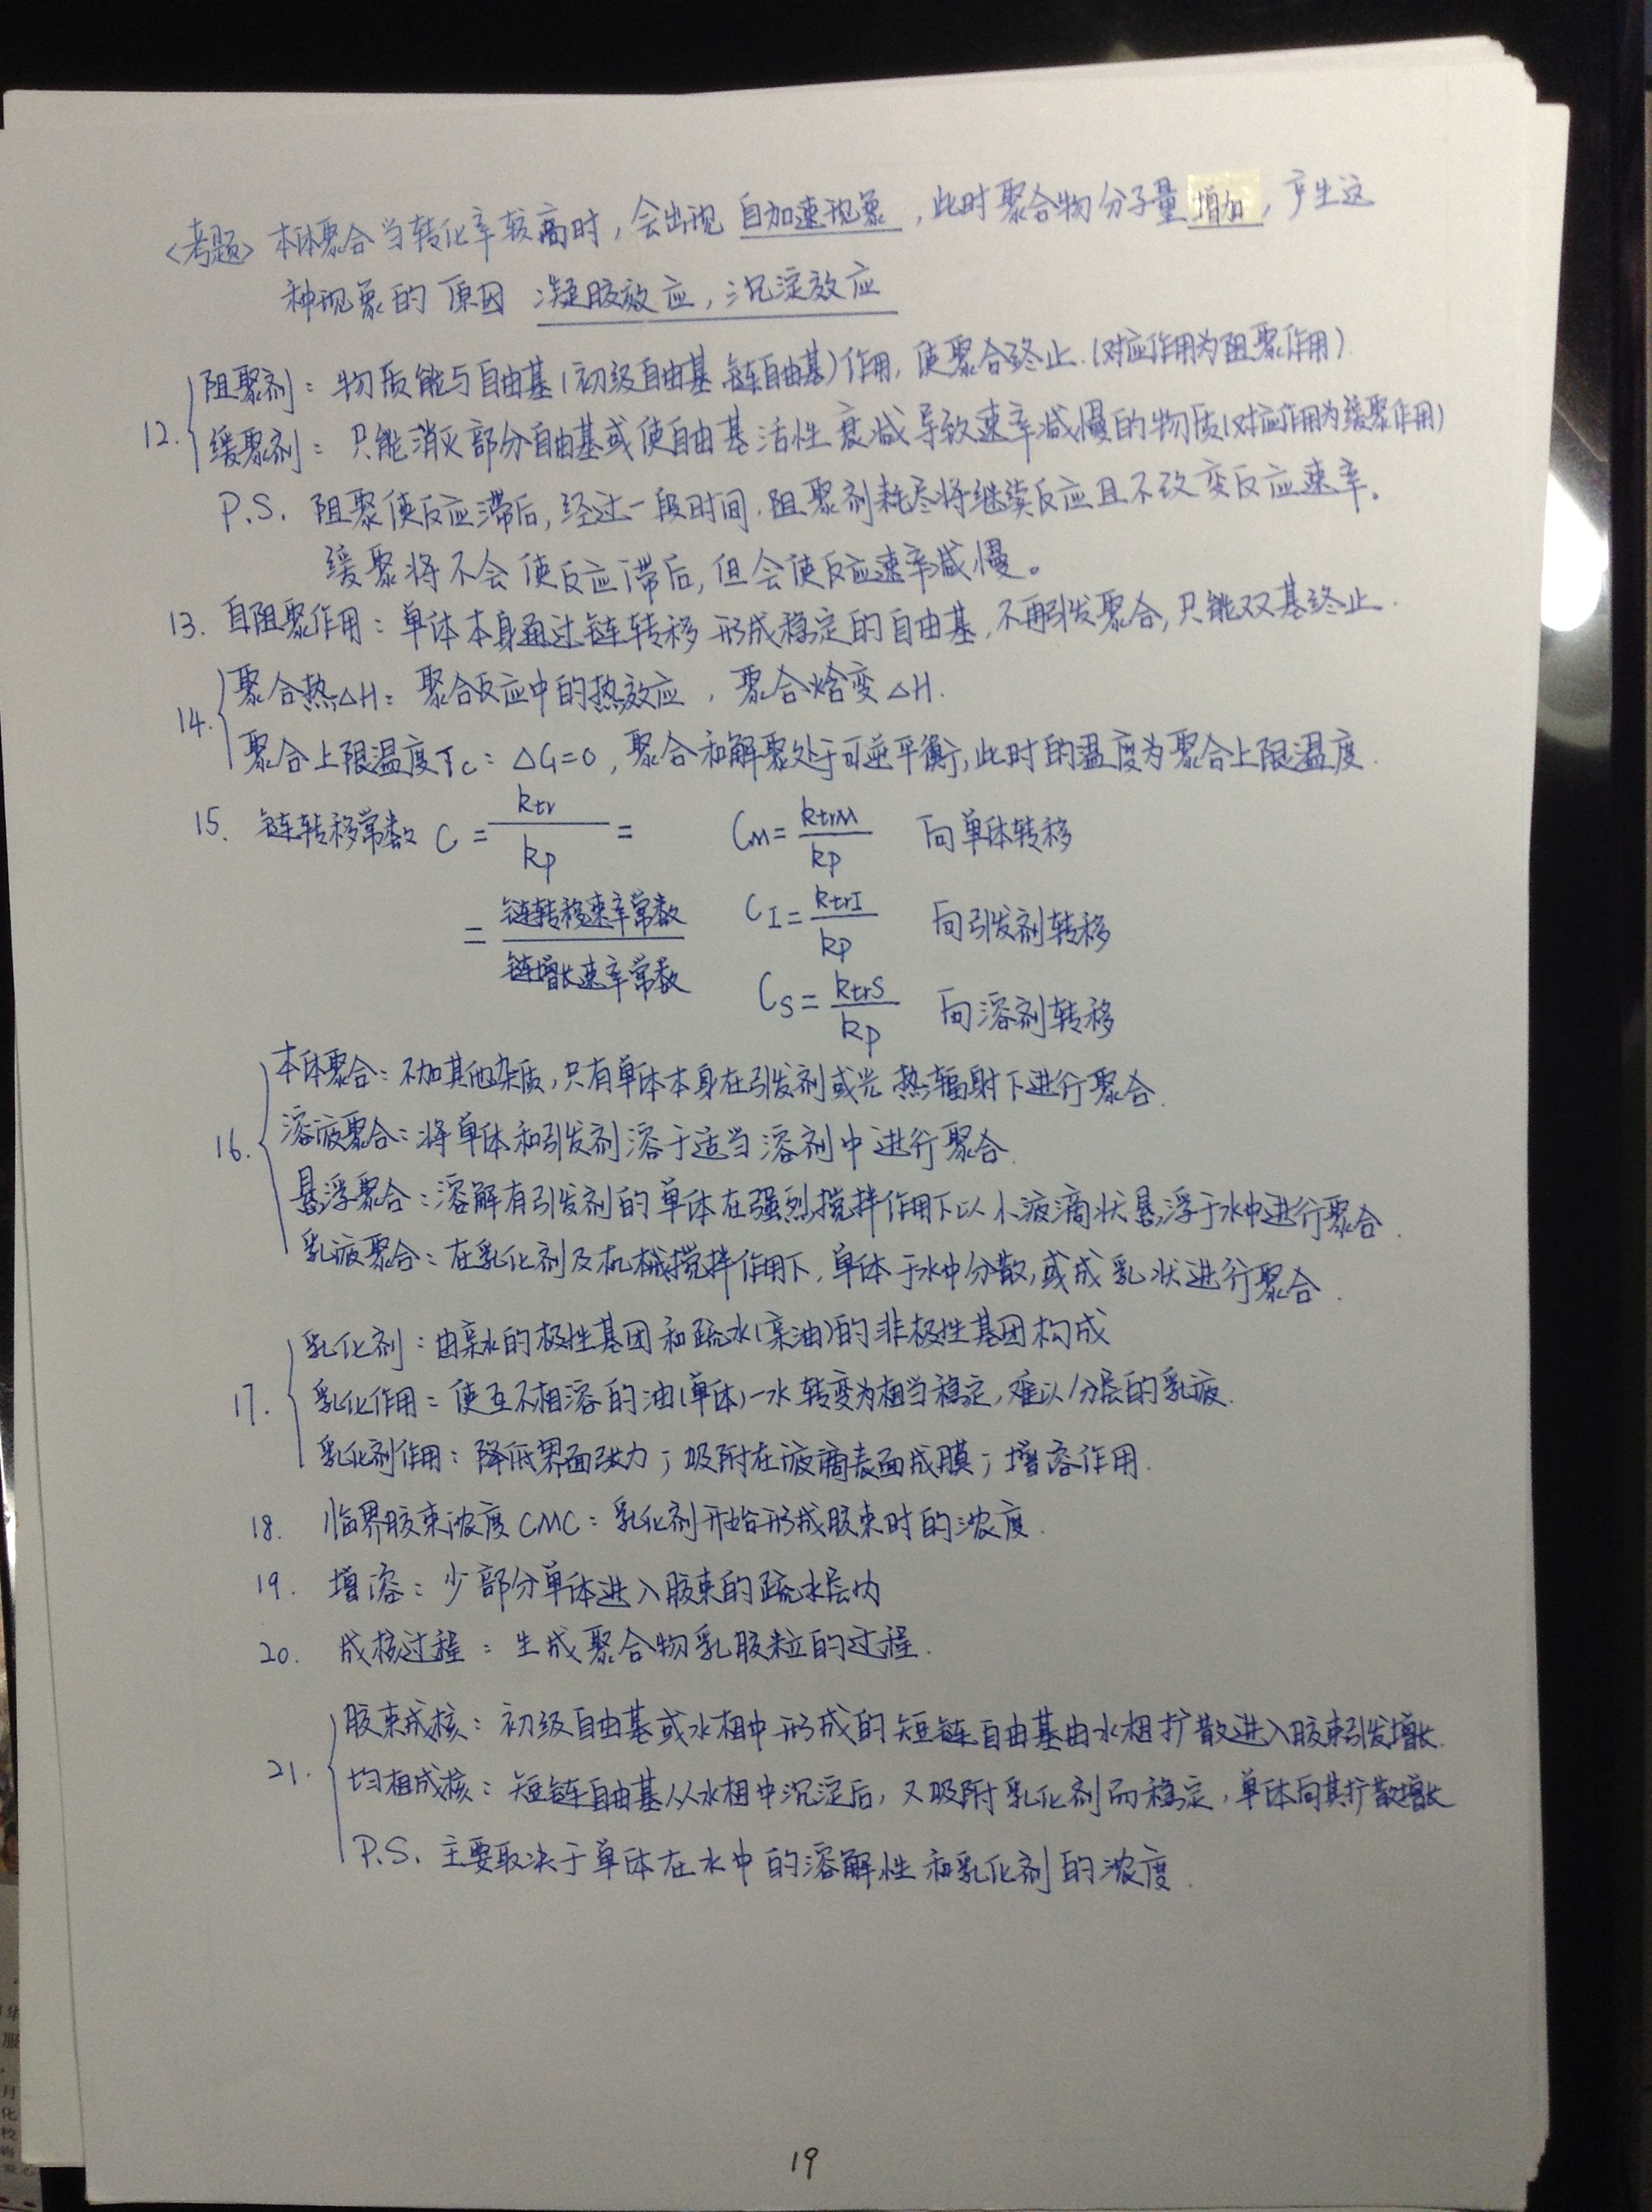 <考题> 本体聚合当转化率较高时，会出现 自加速现象，此时聚合物分子量增加，产生这
种现象的原因 凝胶效应，沉淀效应
12. 阻聚剂：物质能与自由基(初级自由基 链自由基)作用，使聚合终止.(对应作用为阻聚作用).
缓聚剂：只能消灭部分自由基或使自由基活性衰减导致速率减慢的物质(对应作用为缓聚作用)
P.S. 阻聚使反应滞后，经过一段时间.阻聚剂耗尽将继续反应且不改变反应速率。
缓聚将不会使反应滞后，但会使反应速率减慢。
13. 自阻聚作用：单体本身通过链转移形成稳定的自由基，不再引发聚合，只能双基终止.
14. 聚合热△H：聚合反应中的热效应，聚合焓变△H.
聚合上限温度Tc：△G=0，聚合和解聚处于可逆平衡，此时的温度为聚合上限温度.
15. 链转移常数 C = ktr/kp = CM = ktrM/kp 向单体转移
= 链转移速率常数/链增长速率常数 CI = ktrI/kp 向引发剂转移
CS = ktrS/kp 向溶剂转移
16. 本体聚合：不加其他杂质，只有单体本身在引发剂或光 热 辐射下进行聚合.
溶液聚合：将单体和引发剂溶于适当溶剂中进行聚合.
悬浮聚合：溶解有引发剂的单体在强烈搅拌作用下以小液滴状悬浮于水中进行聚合.
乳液聚合：在乳化剂及机械搅拌作用下，单体于水中分散，或成乳状进行聚合.
17. 乳化剂：由亲水的极性基团和疏水(亲油)的非极性基团构成
乳化作用：使互不相溶的油(单体)—水转变为相当稳定，难以分层的乳液.
乳化剂作用：降低界面张力；吸附在液滴表面成膜；增溶作用.
18. 临界胶束浓度CMC：乳化剂开始形成胶束时的浓度.
19. 增溶：少部分单体进入胶束的疏水层内
20. 成核过程：生成聚合物乳胶粒的过程.
21. 胶束成核：初级自由基或水相中形成的短链自由基由水相扩散进入胶束引发增长.
均相成核：短链自由基从水相中沉淀后，又吸附乳化剂而稳定，单体向其扩散增长
P.S. 主要取决于单体在水中的溶解性和乳化剂的浓度.
19